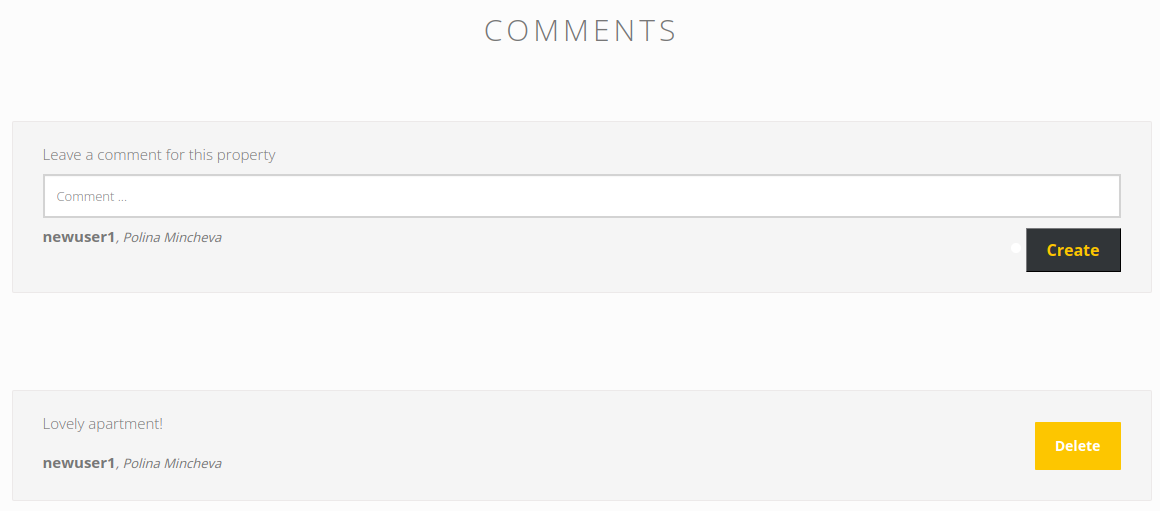 COMMENTS
Leave a comment for this property
Comment ...
newuser1, Polina Mincheva
Create
Lovely apartment!
newuser1, Polina Mincheva
Delete